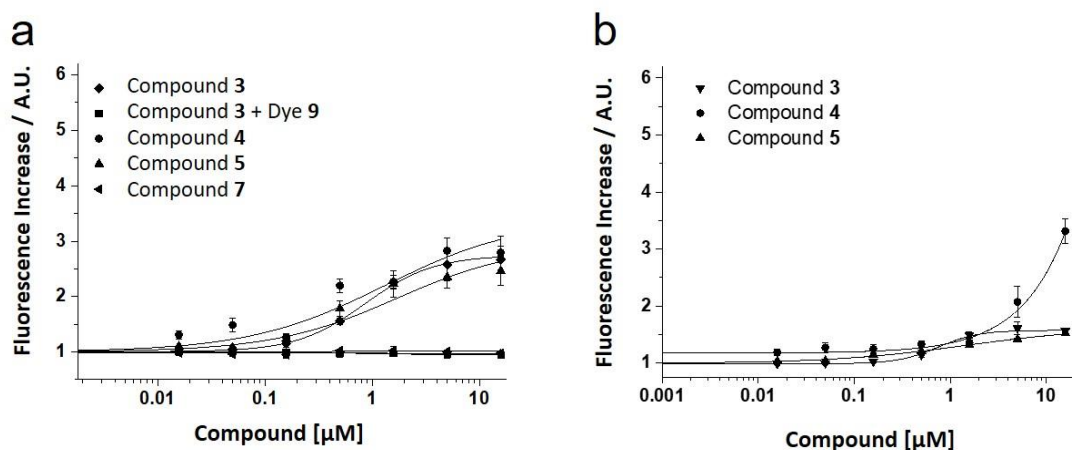 a
Fluorescence Increase / A.U.
6
5
4
3
2
1
Compound 3
Compound 3 + Dye 9
Compound 4
Compound 5
Compound 7
0.01
0.1
1
10
Compound [µM]
b
Fluorescence Increase / A.U.
6
5
4
3
2
1
Compound 3
Compound 4
Compound 5
0.001
0.01
0.1
1
10
Compound [µM]